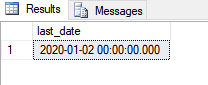 Results Messages
last_date
1 2020-01-02 00:00:00.000